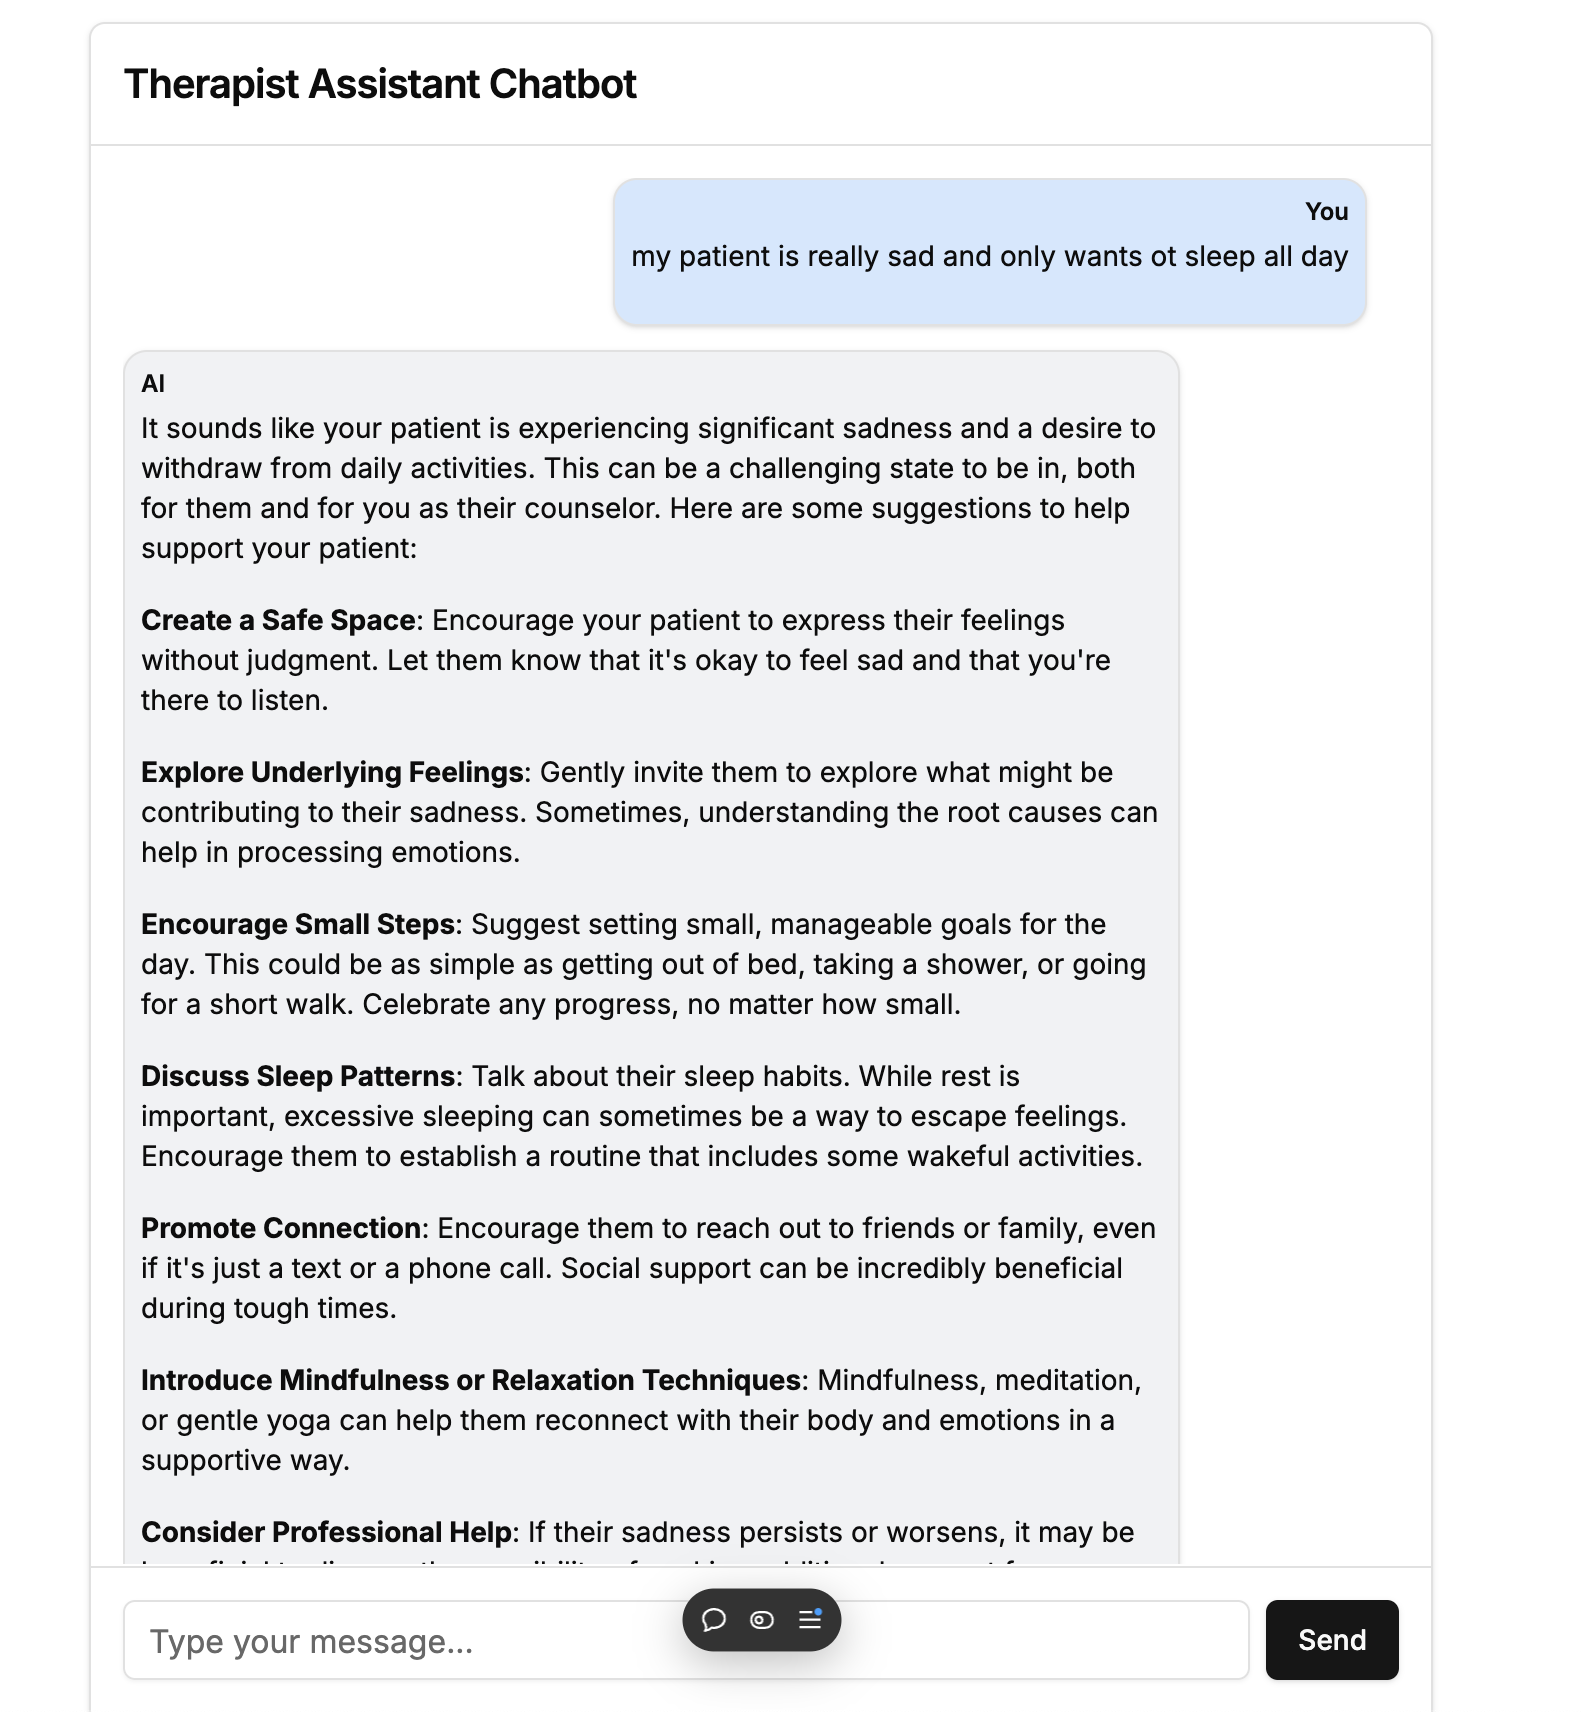 Therapist Assistant Chatbot
You
my patient is really sad and only wants ot sleep all day
AI
It sounds like your patient is experiencing significant sadness and a desire to
withdraw from daily activities. This can be a challenging state to be in, both
for them and for you as their counselor. Here are some suggestions to help
support your patient:
Create a Safe Space: Encourage your patient to express their feelings
without judgment. Let them know that it's okay to feel sad and that you're
there to listen.
Explore Underlying Feelings: Gently invite them to explore what might be
contributing to their sadness. Sometimes, understanding the root causes can
help in processing emotions.
Encourage Small Steps: Suggest setting small, manageable goals for the
day. This could be as simple as getting out of bed, taking a shower, or going
for a short walk. Celebrate any progress, no matter how small.
Discuss Sleep Patterns: Talk about their sleep habits. While rest is
important, excessive sleeping can sometimes be a way to escape feelings.
Encourage them to establish a routine that includes some wakeful activities.
Promote Connection: Encourage them to reach out to friends or family, even
if it's just a text or a phone call. Social support can be incredibly beneficial
during tough times.
Introduce Mindfulness or Relaxation Techniques: Mindfulness, meditation,
or gentle yoga can help them reconnect with their body and emotions in a
supportive way.
Consider Professional Help: If their sadness persists or worsens, it may be
Type your message...
Send